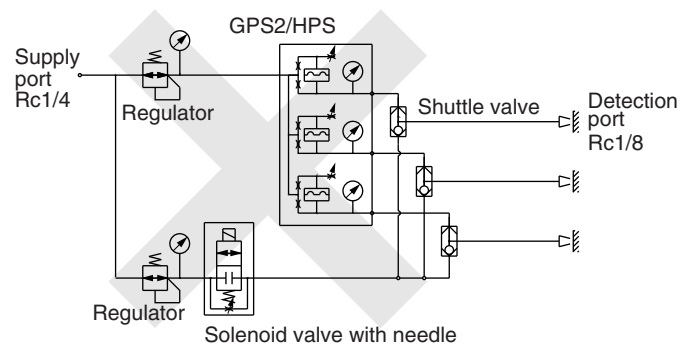 GPS2/HPS
Supply
port
Rc1/4
Regulator
Shuttle valve
Detection
port
Rc1/8
Regulator
Solenoid valve with needle